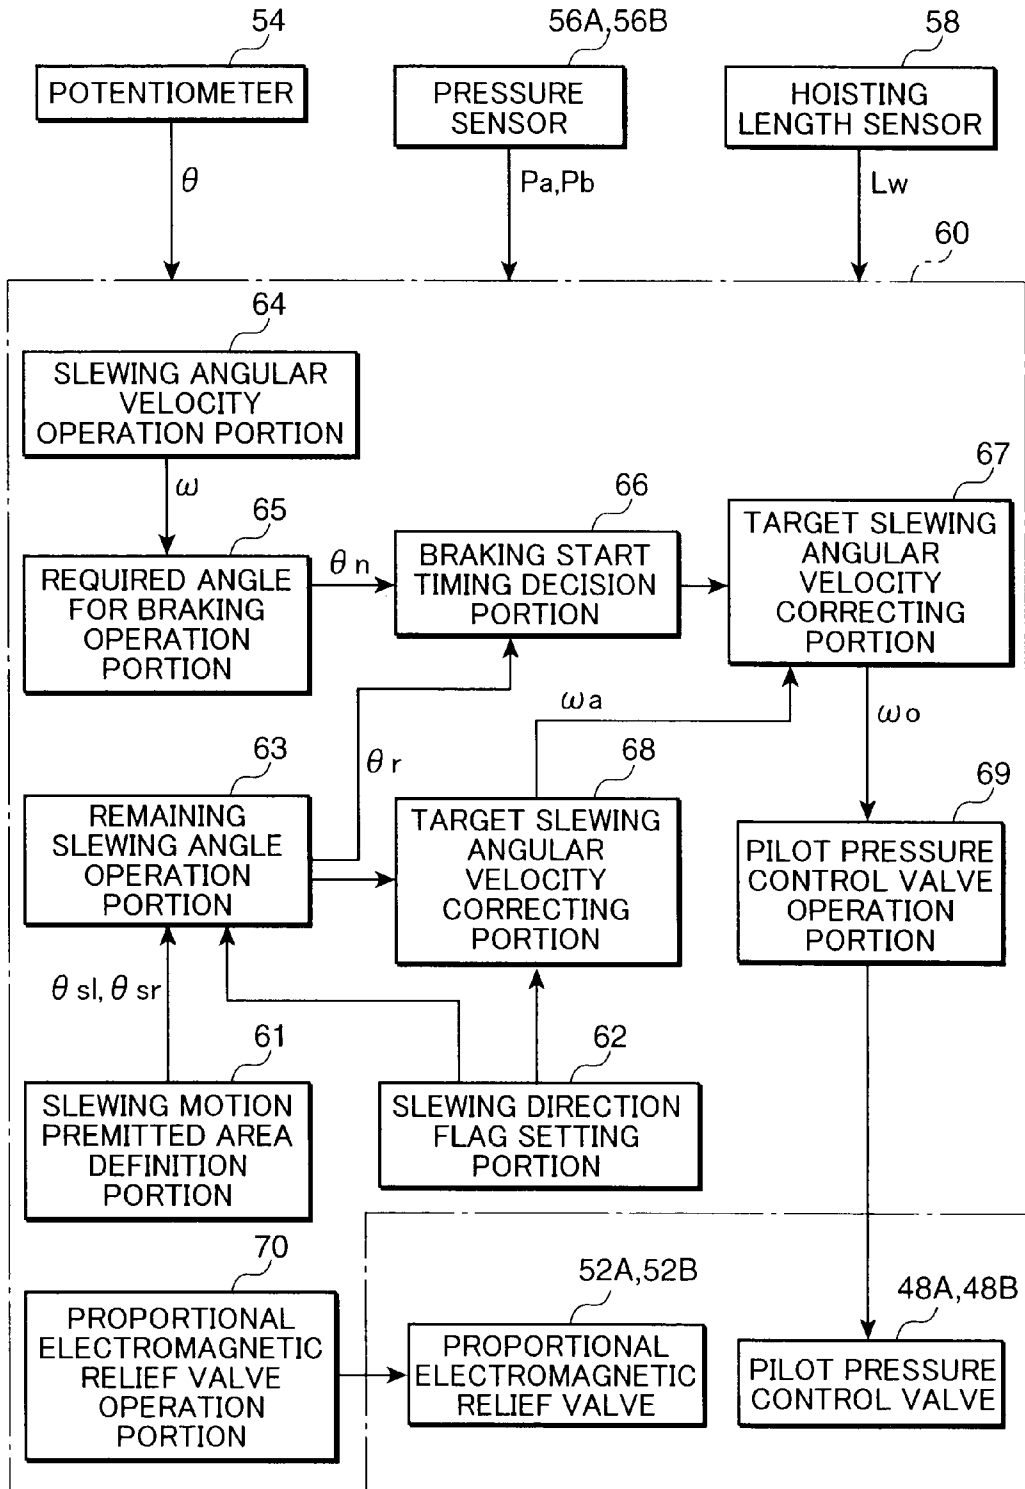 54
POTENTIOMETER
56A,56B
PRESSURE
SENSOR
58
HOISTING
LENGTH SENSOR
θ
Pa,Pb
Lw
60
64
SLEWING ANGULAR
VELOCITY
OPERATION PORTION
ω
65
REQUIRED ANGLE
FOR BRAKING
OPERATION
PORTION
θn
66
BRAKING START
TIMING DECISION
PORTION
67
TARGET SLEWING
ANGULAR
VELOCITY
CORRECTING
PORTION
ωa
ωo
θr
63
REMAINING
SLEWING ANGLE
OPERATION
PORTION
68
TARGET SLEWING
ANGULAR
VELOCITY
CORRECTING
PORTION
69
PILOT PRESSURE
CONTROL VALVE
OPERATION
PORTION
θsl, θsr
61
SLEWING MOTION
PREMITTED AREA
DEFINITION
PORTION
62
SLEWING DIRECTION
FLAG SETTING
PORTION
70
PROPORTIONAL
ELECTROMAGNETIC
RELIEF VALVE
OPERATION
PORTION
52A,52B
PROPORTIONAL
ELECTROMAGNETIC
RELIEF VALVE
48A,48B
PILOT PRESSURE
CONTROL VALVE